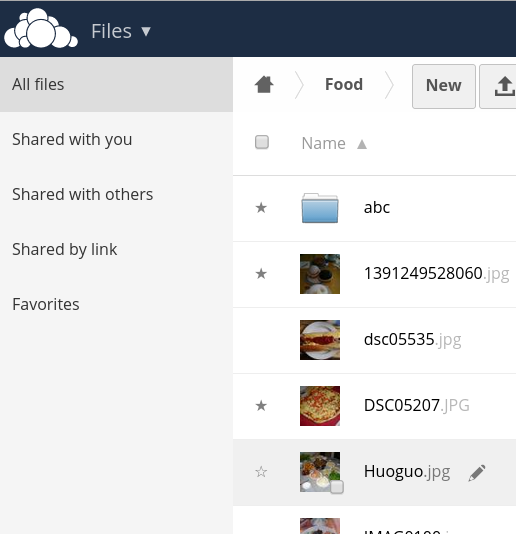 Files ▼
All files
Shared with you
Shared with others
Shared by link
Favorites
Food
New
Name ▲
abc
1391249528060.jpg
dsc05535.jpg
DSC05207.JPG
Huoguo.jpg